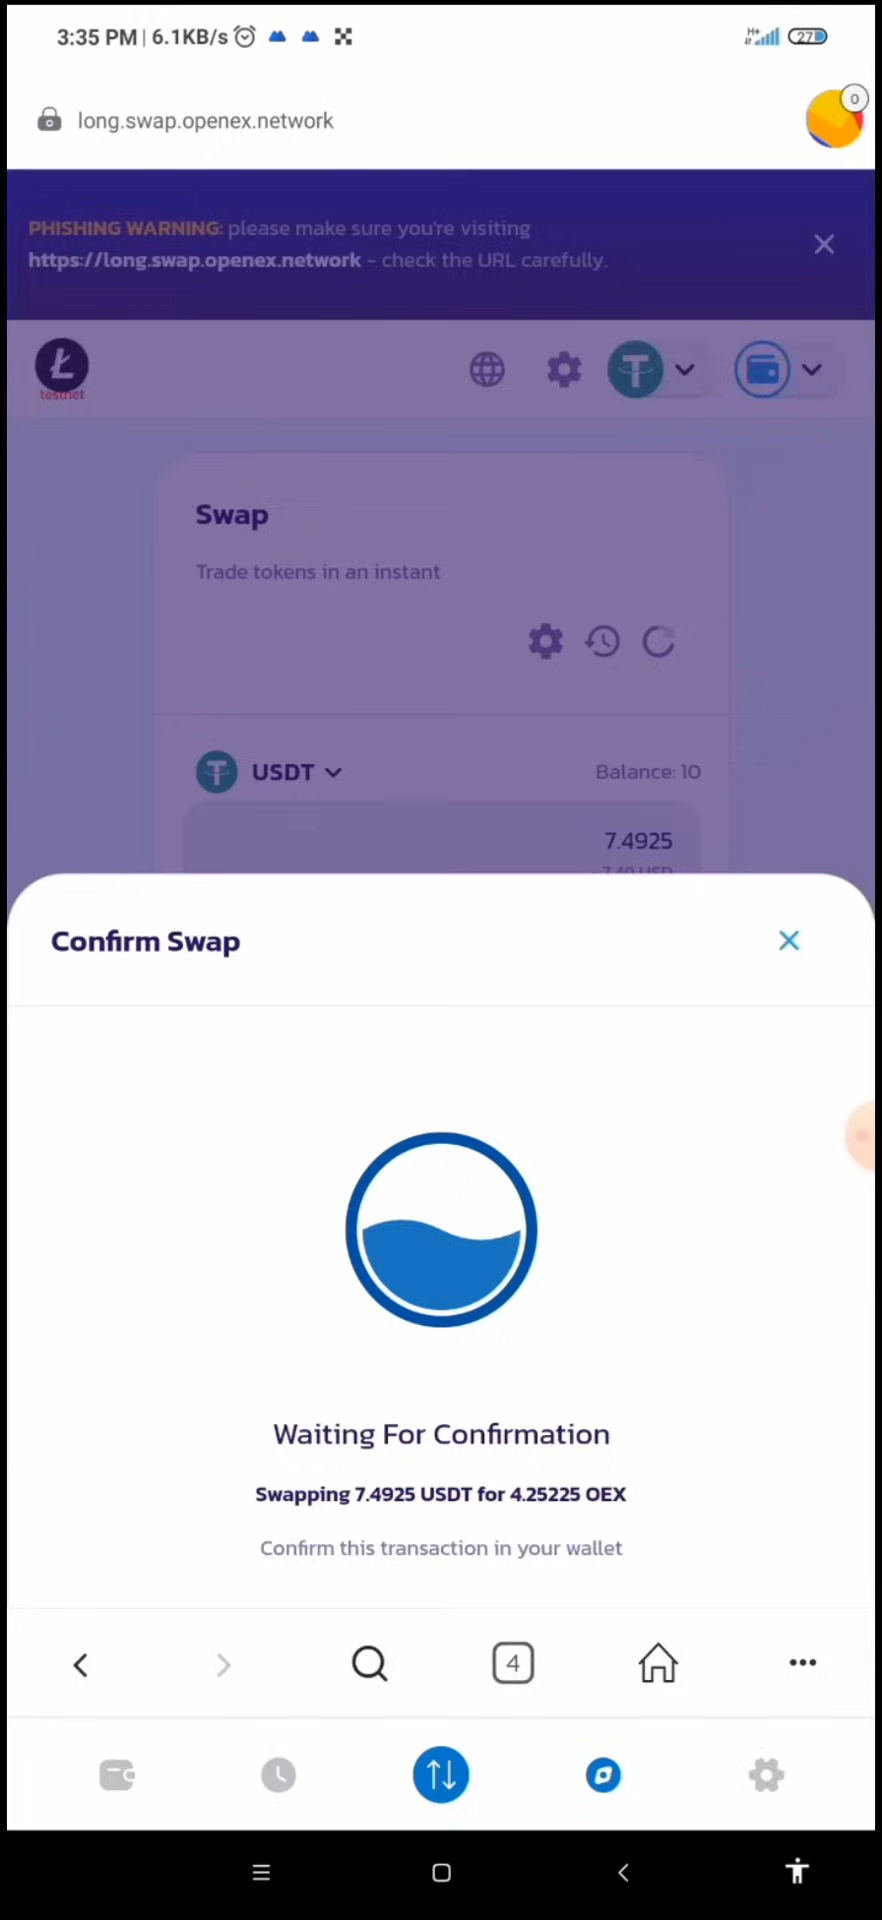 3:35 PM | 6.1KB/s
H+
27
long.swap.openex.network
0
PHISHING WARNING: please make sure you're visiting
https://long.swap.openex.network - check the URL carefully.
testnet
Swap
Trade tokens in an instant
USDT
Balance: 10
7.4925
Confirm Swap
Waiting For Confirmation
Swapping 7.4925 USDT for 4.25225 OEX
Confirm this transaction in your wallet
4